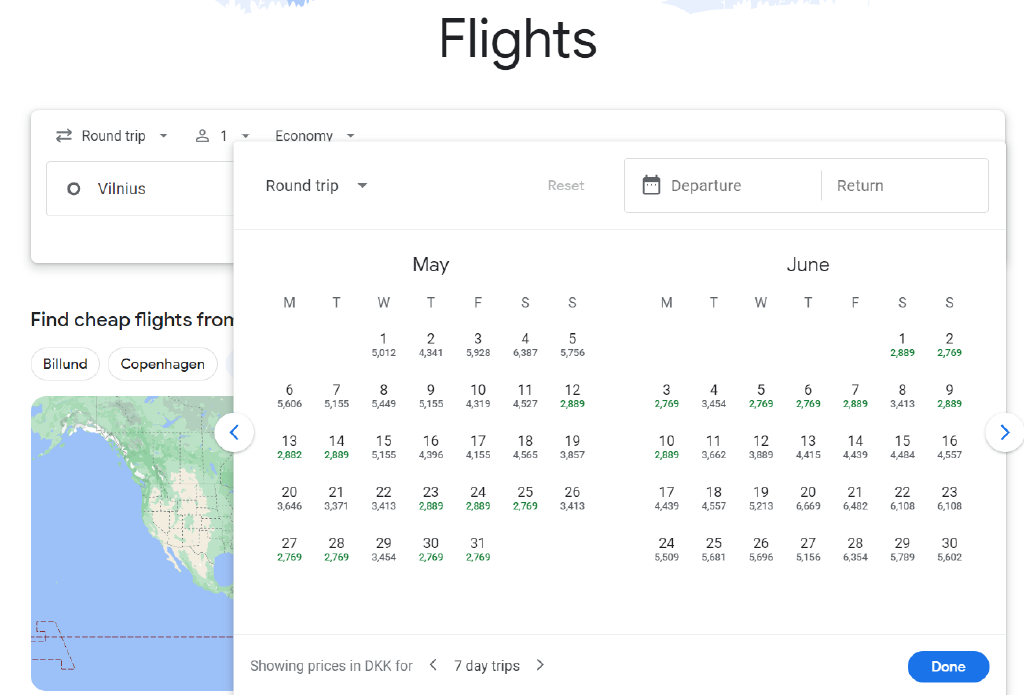 Flights
Round trip 1 Economy
Vilnius
Round trip Reset Departure Return
May
M T W T F S S
1 2 3 4 5
5,012 4,341 5,928 6,387 5,756
6 7 8 9 10 11 12
5,606 5,155 5,449 5,155 4,319 4,527 2,889
13 14 15 16 17 18 19
2,882 2,889 5,155 4,396 4,155 4,565 3,857
20 21 22 23 24 25 26
3,646 3,371 3,413 2,889 2,889 2,769 3,413
27 28 29 30 31
2,769 2,769 3,454 2,769 2,769
June
M T W T F S S
1 2
2,889 2,769
3 4 5 6 7 8 9
2,769 3,454 2,769 2,769 2,889 3,413 2,889
10 11 12 13 14 15 16
2,889 3,662 3,889 4,415 4,439 4,484 4,557
17 18 19 20 21 22 23
4,439 4,557 5,213 6,669 6,482 6,108 6,108
24 25 26 27 28 29 30
5,509 5,681 5,696 5,156 6,354 5,789 5,602
Find cheap flights from
Billund Copenhagen
Showing prices in DKK for 7 day trips Done